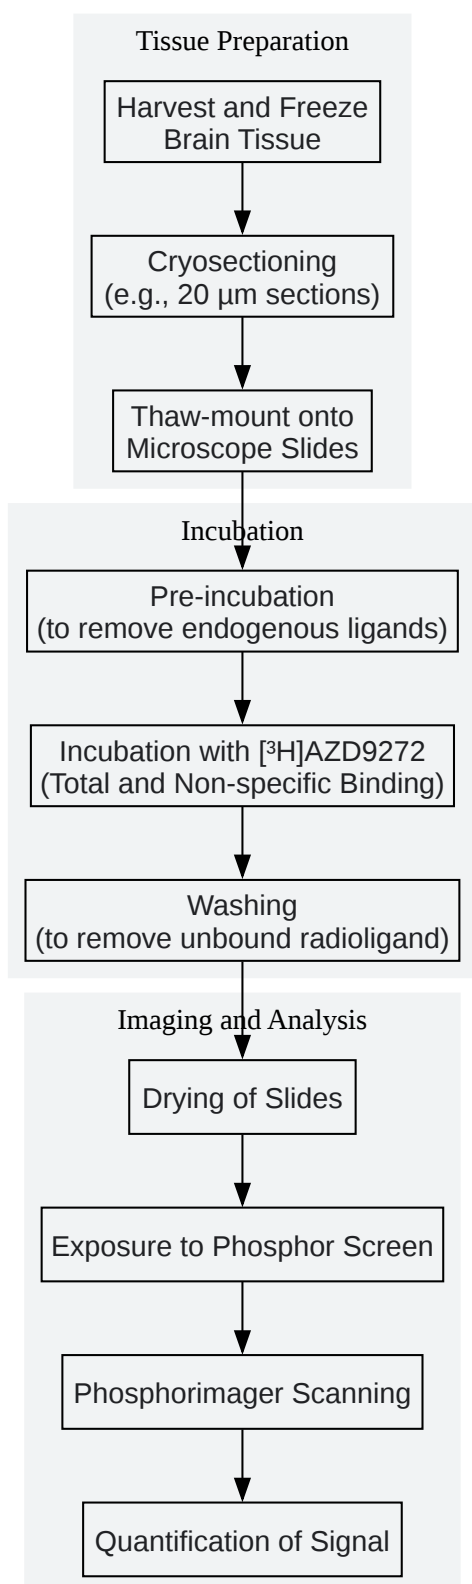 Tissue Preparation
Harvest and Freeze
Brain Tissue
Cryosectioning
(e.g., 20 µm sections)
Thaw-mount onto
Microscope Slides
Incubation
Pre-incubation
(to remove endogenous ligands)
Incubation with [³H]AZD9272
(Total and Non-specific Binding)
Washing
(to remove unbound radioligand)
Imaging and Analysis
Drying of Slides
Exposure to Phosphor Screen
Phosphorimager Scanning
Quantification of Signal